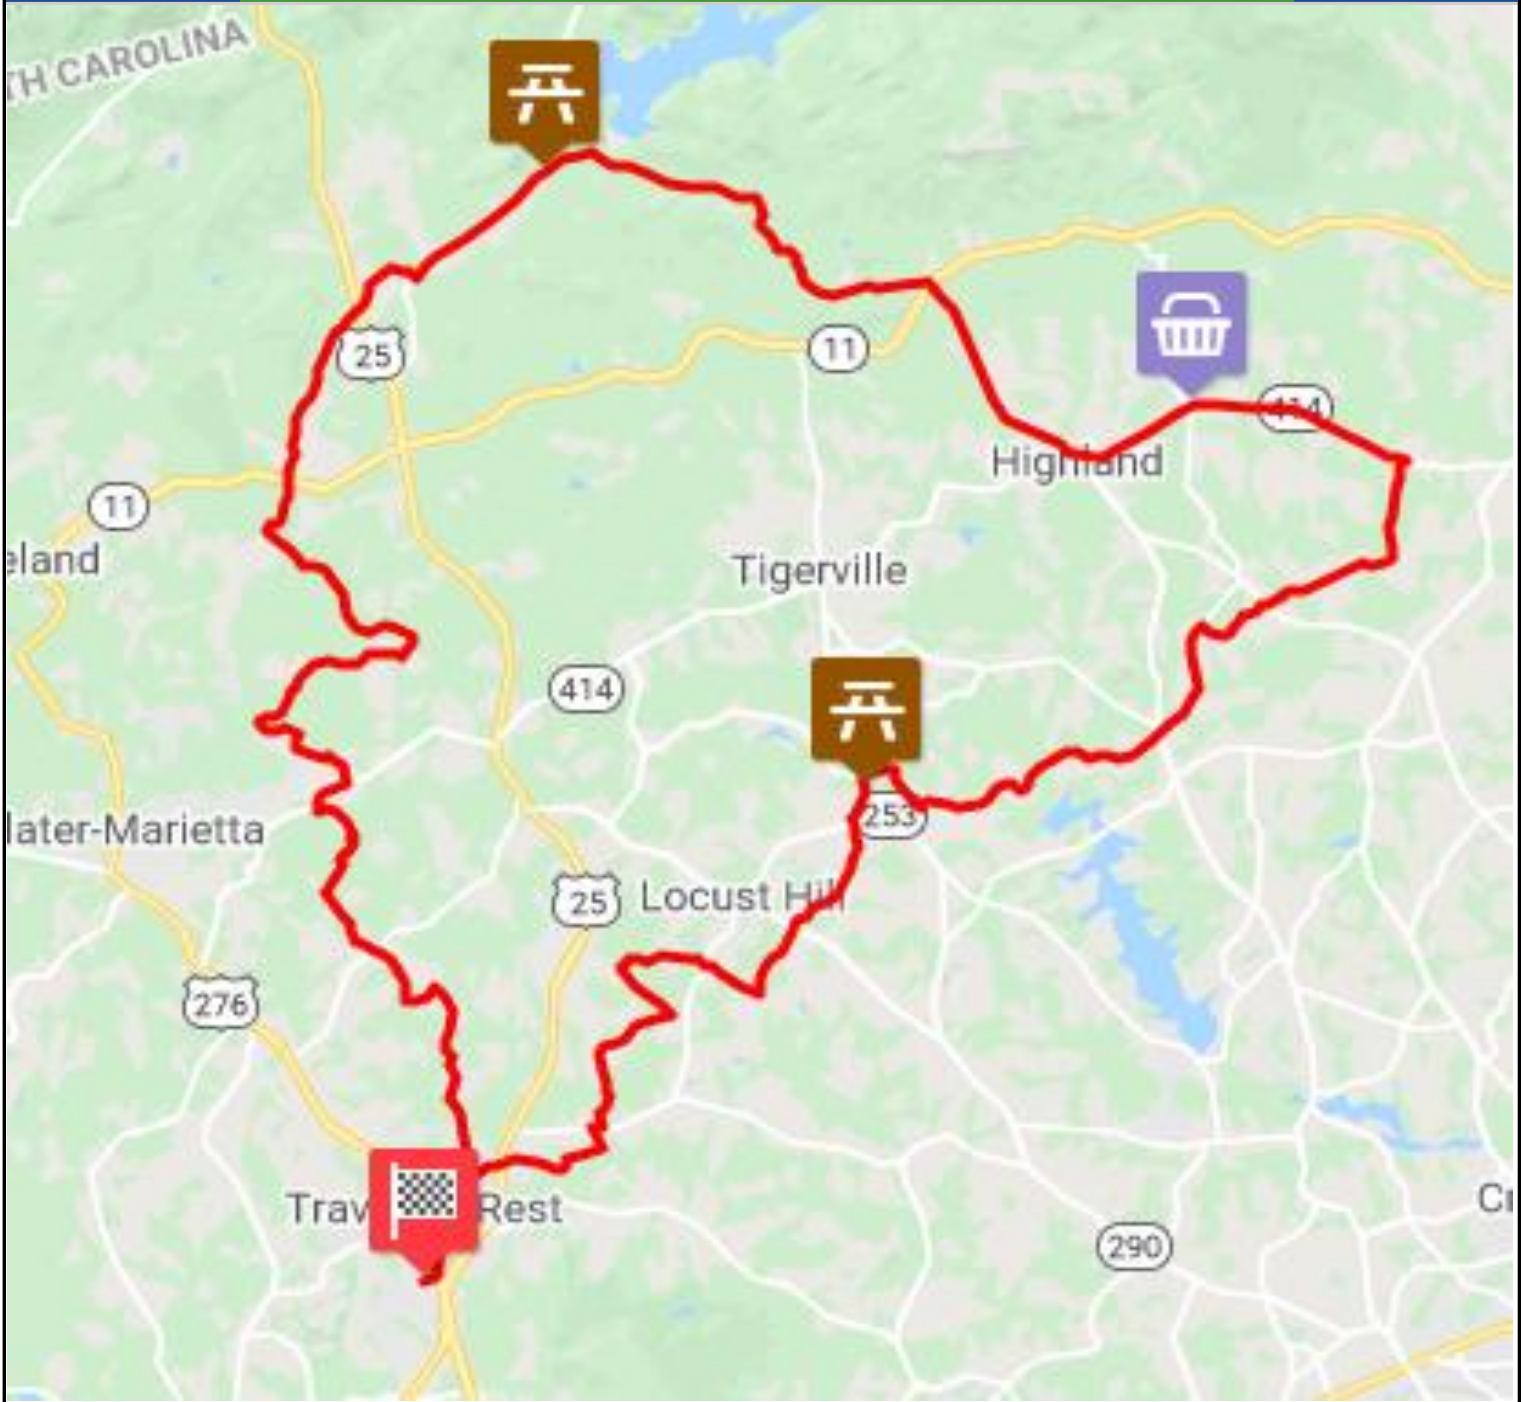 TH CAROLINA
25
11
414
Highland
11
eland
Tigerville
414
253
later-Marietta
25
Locust Hill
276
Trav Rest
Cr
290